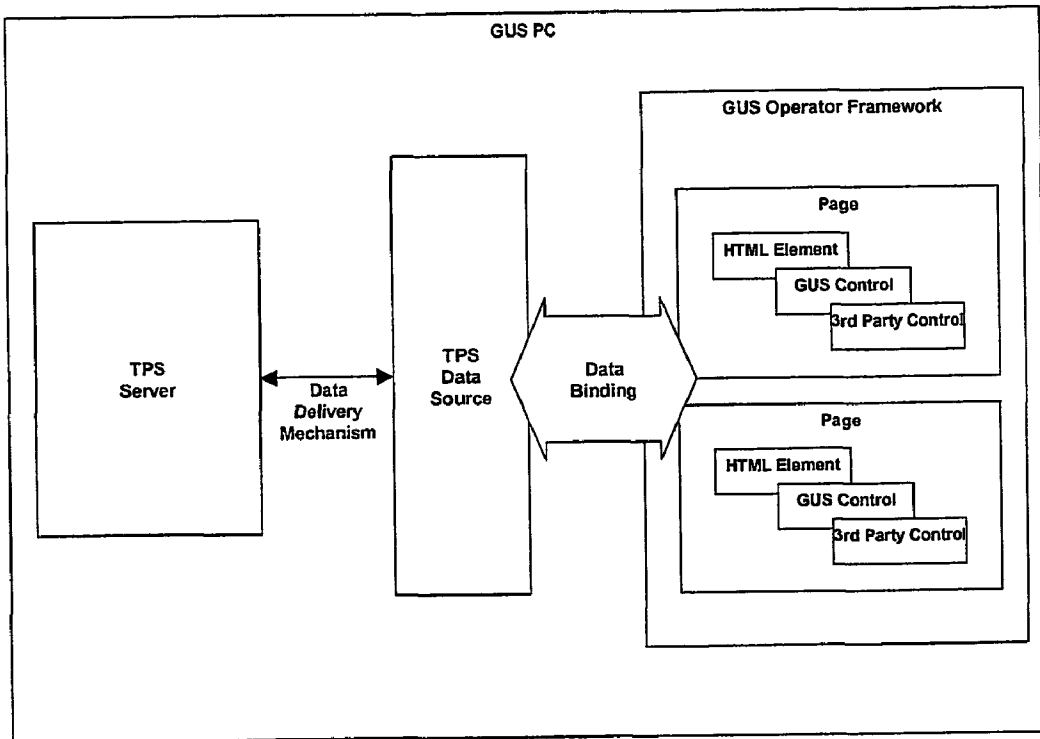 GUS PC
GUS Operator Framework
Page
HTML Element
GUS Control
3rd Party Control
TPS
Server
Data
Delivery
Mechanism
TPS
Data
Source
Data
Binding
Page
HTML Element
GUS Control
3rd Party Control